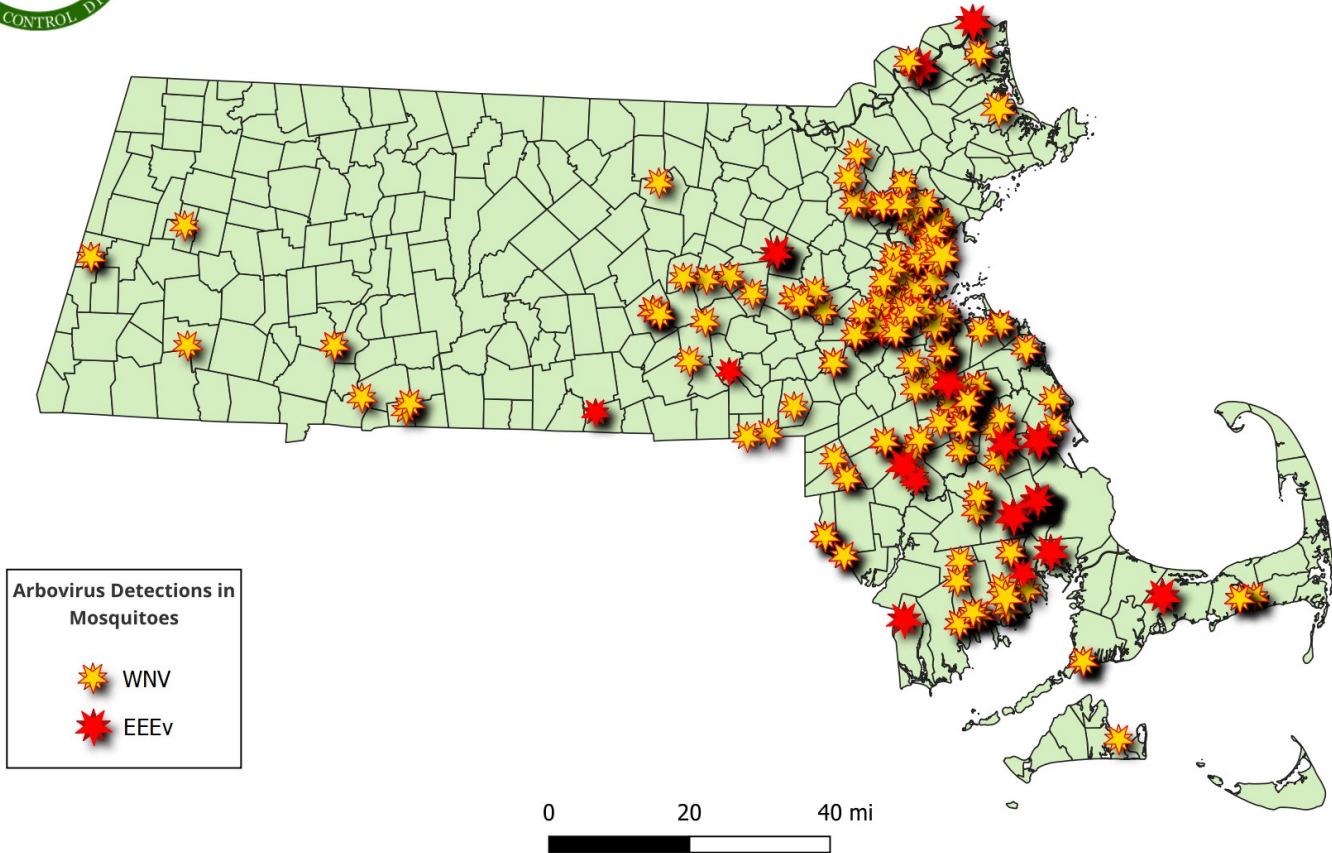 CONTROL
Arbovirus Detections in
Mosquitoes
WNV
EEEv
0 20 40 mi